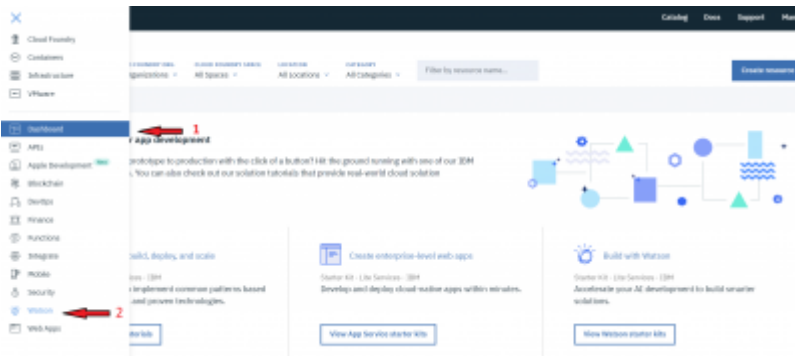 Catalog Docs Support
Cloud Foundry
Containers
Infrastructure
VMware
LOCATION CATEGORY
All Spaces All Locations All Categories Filter by resource name...
Create resource
Dashboard
1
APIs
Apple Development New
Blockchain
DevOps
Finance
Functions
Integrate
Mobile
Security
Watson
2
Web Apps
r app development
prototype to production with the click of a button? Hit the ground running with one of our IBM
. You can also check out our solution tutorials that provide real-world cloud solution
build, deploy, and scale
IBM
implement common patterns based
and proven technologies.
Create enterprise-level web apps
Starter Kit - Lite Services - IBM
Develop and deploy cloud-native apps within minutes.
View App Service starter kits
Build with Watson
Starter Kit - Lite Services - IBM
Accelerate your AI development to build smarter
solutions.
View Watson starter kits